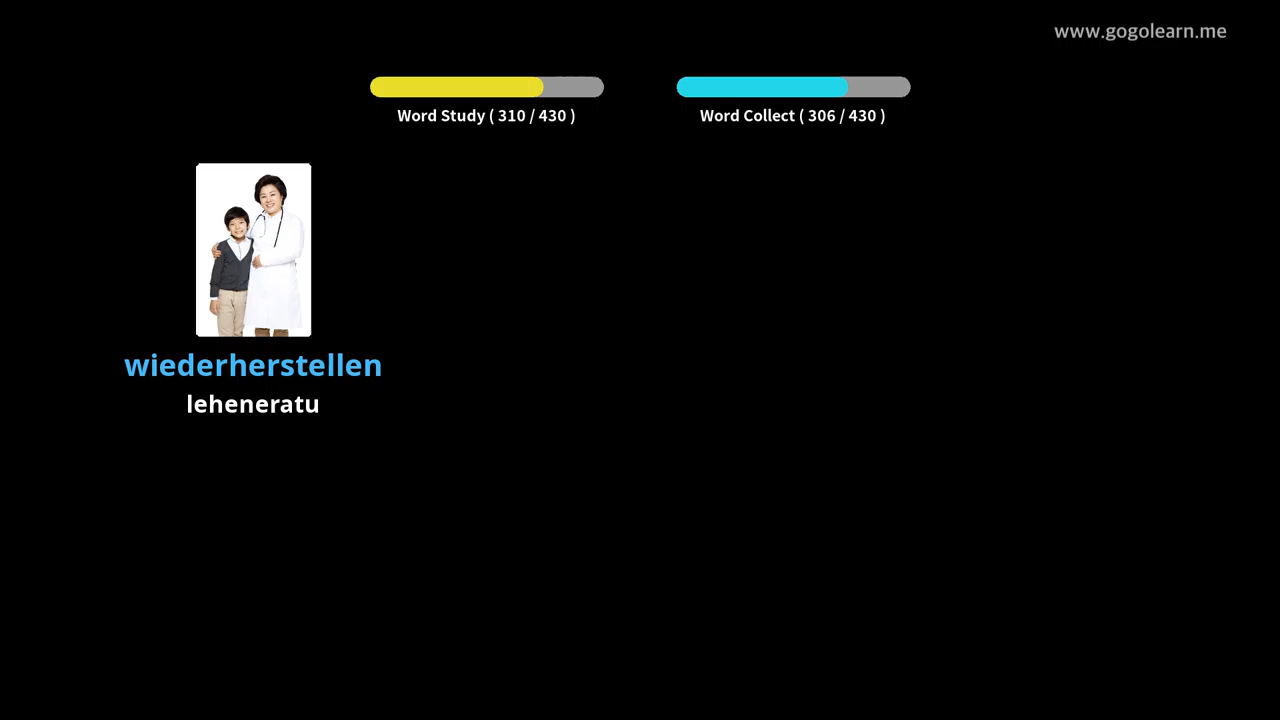 www.gogolearn.me
Word Study ( 310 / 430 )
Word Collect ( 306 / 430 )
wiederherstellen
leheneratu